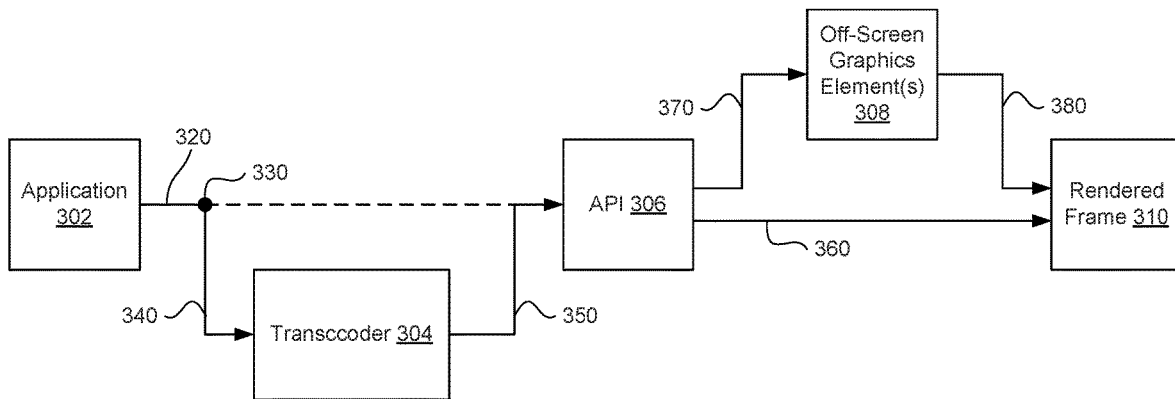 Off-Screen
Graphics
Element(s)
308
370
380
320
330
Application
302
API 306
Rendered
Frame 310
360
340
Transccoder 304
350